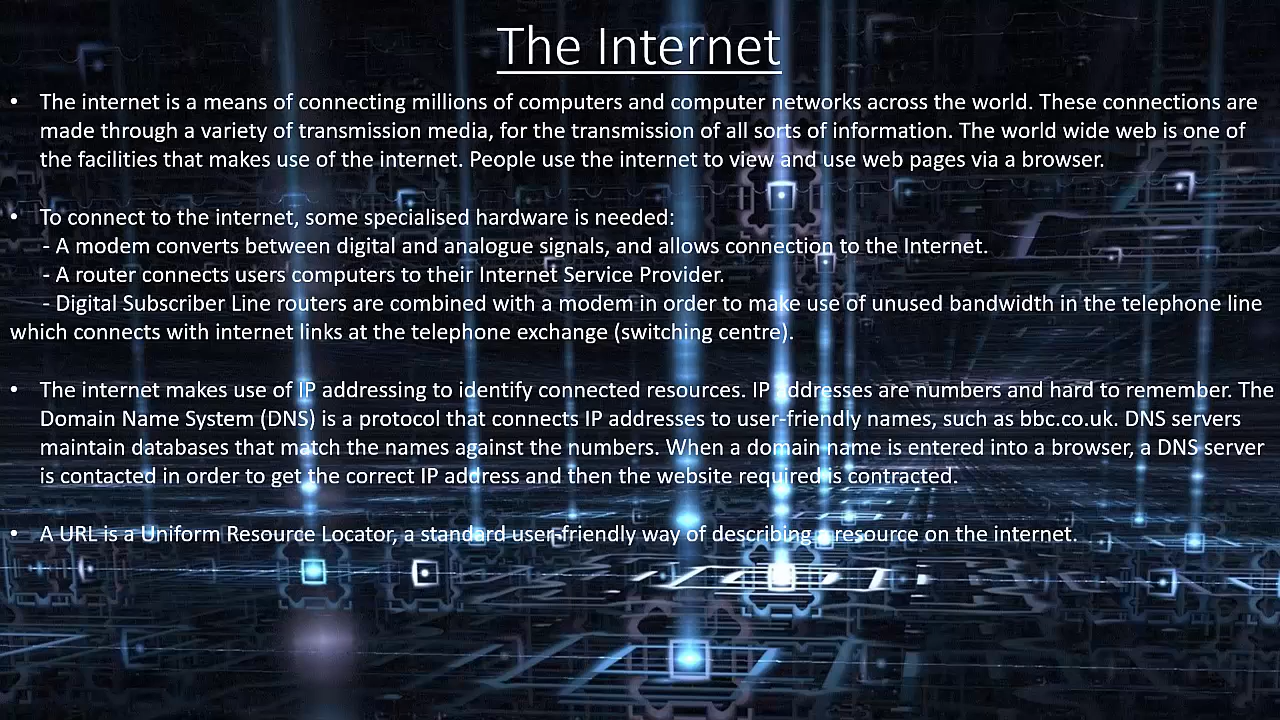 The Internet
• The internet is a means of connecting millions of computers and computer networks across the world. These connections are
made through a variety of transmission media, for the transmission of all sorts of information. The world wide web is one of
the facilities that makes use of the internet. People use the internet to view and use web pages via a browser.
• To connect to the internet, some specialised hardware is needed:
- A modem converts between digital and analogue signals, and allows connection to the Internet.
- A router connects users computers to their Internet Service Provider.
- Digital Subscriber Line routers are combined with a modem in order to make use of unused bandwidth in the telephone line
which connects with internet links at the telephone exchange (switching centre).
• The internet makes use of IP addressing to identify connected resources. IP addresses are numbers and hard to remember. The
Domain Name System (DNS) is a protocol that connects IP addresses to user-friendly names, such as bbc.co.uk. DNS servers
maintain databases that match the names against the numbers. When a domain name is entered into a browser, a DNS server
is contacted in order to get the correct IP address and then the website required is contracted.
• A URL is a Uniform Resource Locator, a standard user-friendly way of describing a resource on the internet.